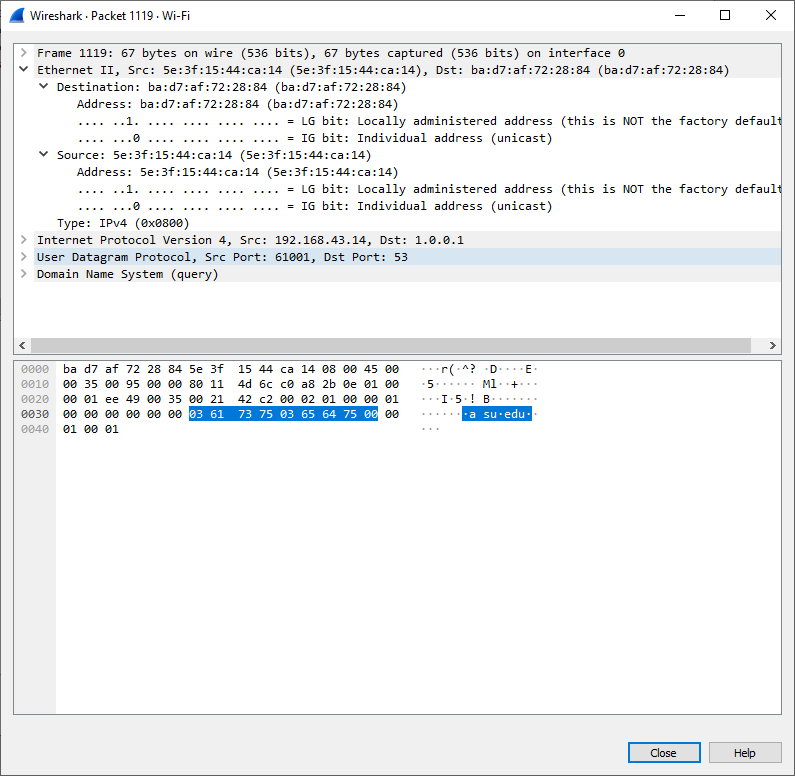 Wireshark · Packet 1119 · Wi-Fi
Frame 1119: 67 bytes on wire (536 bits), 67 bytes captured (536 bits) on interface 0
Ethernet II, Src: 5e:3f:15:44:ca:14 (5e:3f:15:44:ca:14), Dst: ba:d7:af:72:28:84 (ba:d7:af:72:28:84)
Destination: ba:d7:af:72:28:84 (ba:d7:af:72:28:84)
Address: ba:d7:af:72:28:84 (ba:d7:af:72:28:84)
.... ..1. .... .... .... .... = LG bit: Locally administered address (this is NOT the factory default
.... ...0 .... .... .... .... = IG bit: Individual address (unicast)
Source: 5e:3f:15:44:ca:14 (5e:3f:15:44:ca:14)
Address: 5e:3f:15:44:ca:14 (5e:3f:15:44:ca:14)
.... ..1. .... .... .... .... = LG bit: Locally administered address (this is NOT the factory default
.... ...0 .... .... .... .... = IG bit: Individual address (unicast)
Type: IPv4 (0x0800)
Internet Protocol Version 4, Src: 192.168.43.14, Dst: 1.0.0.1
User Datagram Protocol, Src Port: 61001, Dst Port: 53
Domain Name System (query)
0000 ba d7 af 72 28 84 5e 3f 15 44 ca 14 08 00 45 00 ···r(·^? ·D····E·
0010 00 35 00 95 00 00 80 11 4d 6c c0 a8 2b 0e 01 00 ·5······ Ml··+···
0020 00 01 ee 49 00 35 00 21 42 c2 00 02 01 00 00 01 ···I·5·! B·······
0030 00 00 00 00 00 00 03 61 73 75 03 65 64 75 00 00 ·······a su·edu··
0040 01 00 01 ···
Close
Help